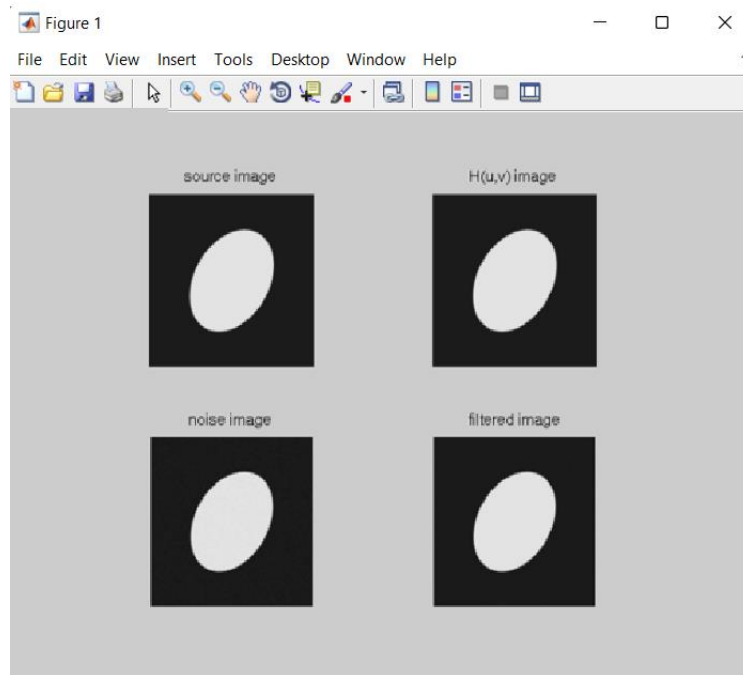 Figure 1
File Edit View Insert Tools Desktop Window Help
source image
H(u,v) image
noise image
filtered image